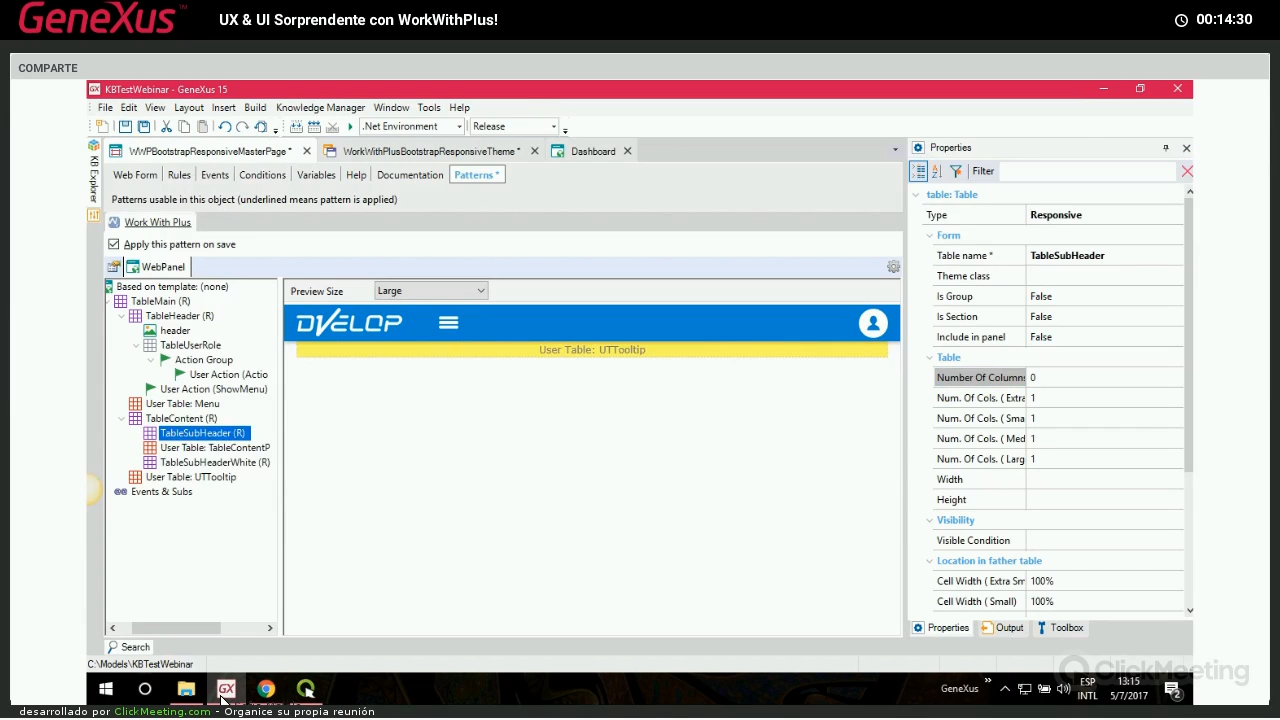 GeneXus™
UX & UI Sorprendente con WorkWithPlus!
00:14:30
COMPARTE
GX KBTestWebinar - GeneXus 15
File Edit View Layout Insert Build Knowledge Manager Window Tools Help
.Net Environment Release
KB Explorer
WWPBootstrapResponsiveMasterPage * WorkWithPlusBootstrapResponsiveTheme * Dashboard
Web Form Rules Events Conditions Variables Help Documentation Patterns *
Patterns usable in this object (underlined means pattern is applied)
Work With Plus
Apply this pattern on save
WebPanel
Based on template: (none)
TableMain (R)
TableHeader (R)
header
TableUserRole
Action Group
User Action (Actio
User Action (ShowMenu)
User Table: Menu
TableContent (R)
TableSubHeader (R)
User Table: TableContentP
TableSubHeaderWhite (R)
User Table: UTTooltip
Events & Subs
Preview Size Large
DVELOP
User Table: UTTooltip
Properties
Filter
table: Table
Type Responsive
Form
Table name * TableSubHeader
Theme class
Is Group False
Is Section False
Include in panel False
Table
Number Of Columns 0
Num. Of Cols. ( Extra 1
Num. Of Cols. ( Sma 1
Num. Of Cols. ( Med 1
Num. Of Cols. ( Larg 1
Width
Height
Visibility
Visible Condition
Location in father table
Cell Width ( Extra Sm 100%
Cell Width ( Small) 100%
Properties Output Toolbox
Search
C:\Models\KBTestWebinar
ClickMeeting
GX
GeneXus
ESP
INTL
13:15
5/7/2017
2
desarrollado por ClickMeeting.com - Organice su propia reunión